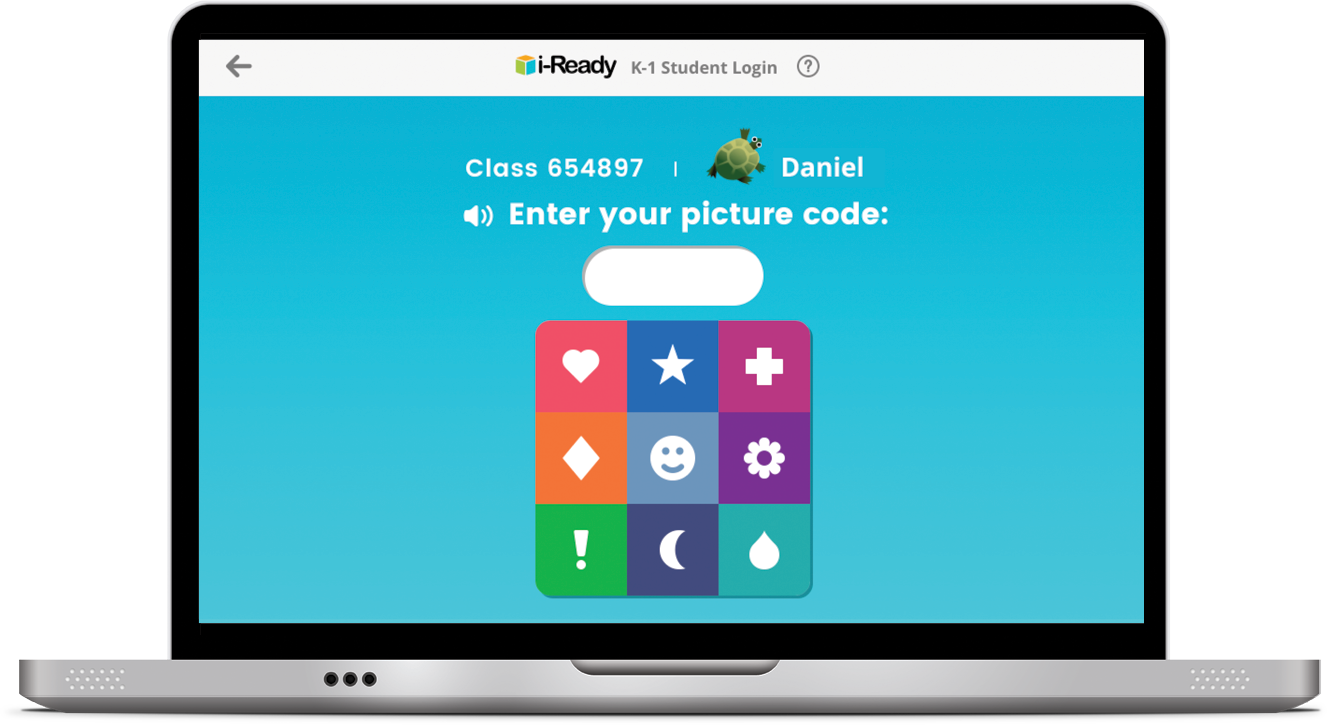 i-Ready K-1 Student Login ?
Class 654897 | Daniel
Enter your picture code:
!